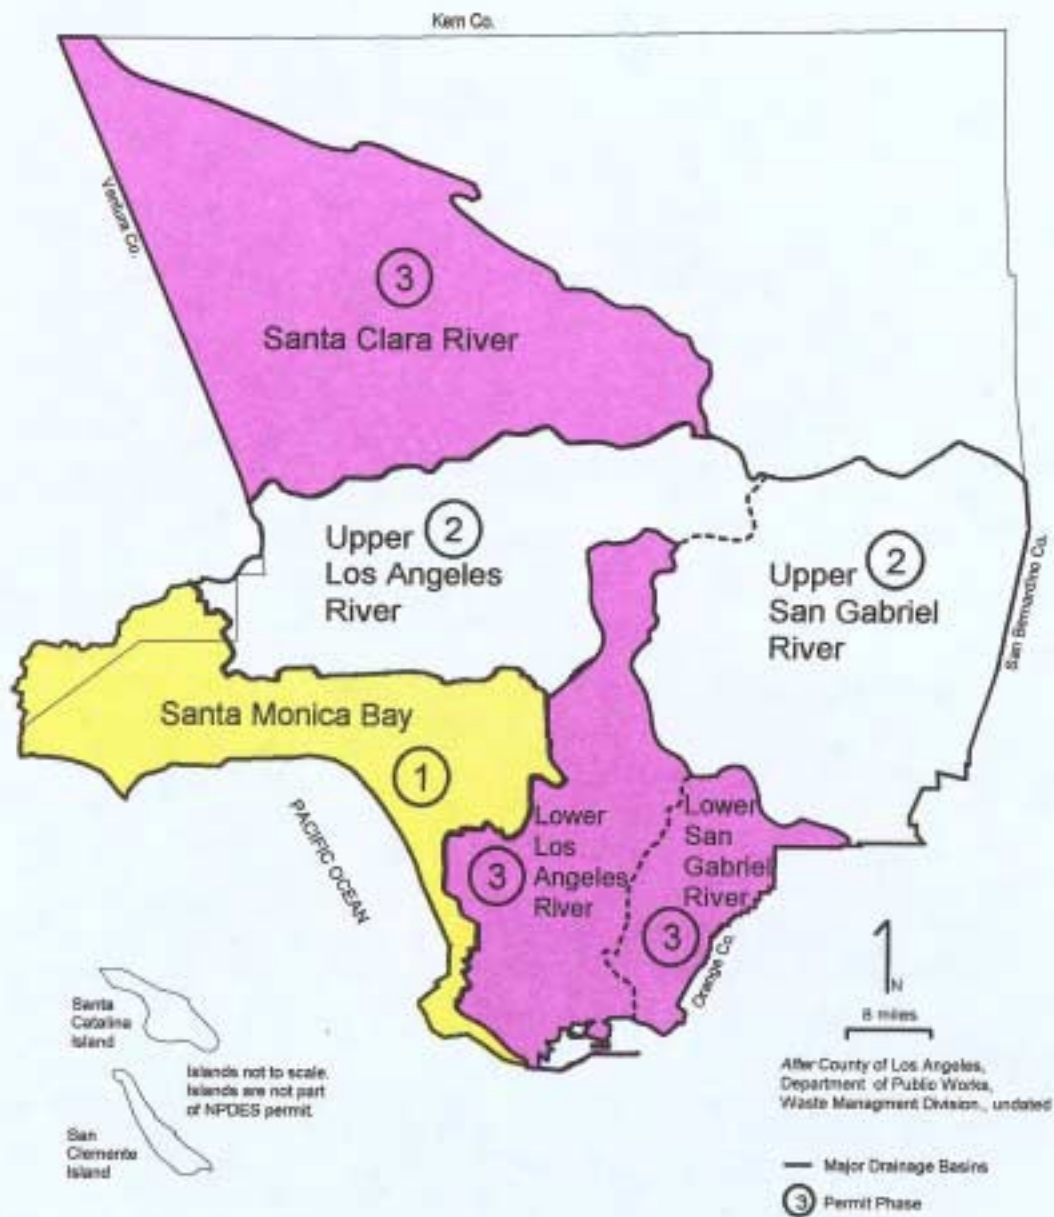 Kern Co.
Ventura Co.
3
Santa Clara River
Upper 2
Los Angeles
River
Upper 2
San Gabriel
River
San Bernardino Co.
Santa Monica Bay
1
PACIFIC OCEAN
Lower
Los
3 Angeles
River
Lower
San
Gabriel
River
3
Orange Co.
N
8 miles
Santa
Catalina
Island
Islands not to scale.
Islands are not part
of NPDES permit.
San
Clemente
Island
After County of Los Angeles,
Department of Public Works,
Waste Managment Division., undated
Major Drainage Basins
3 Permit Phase